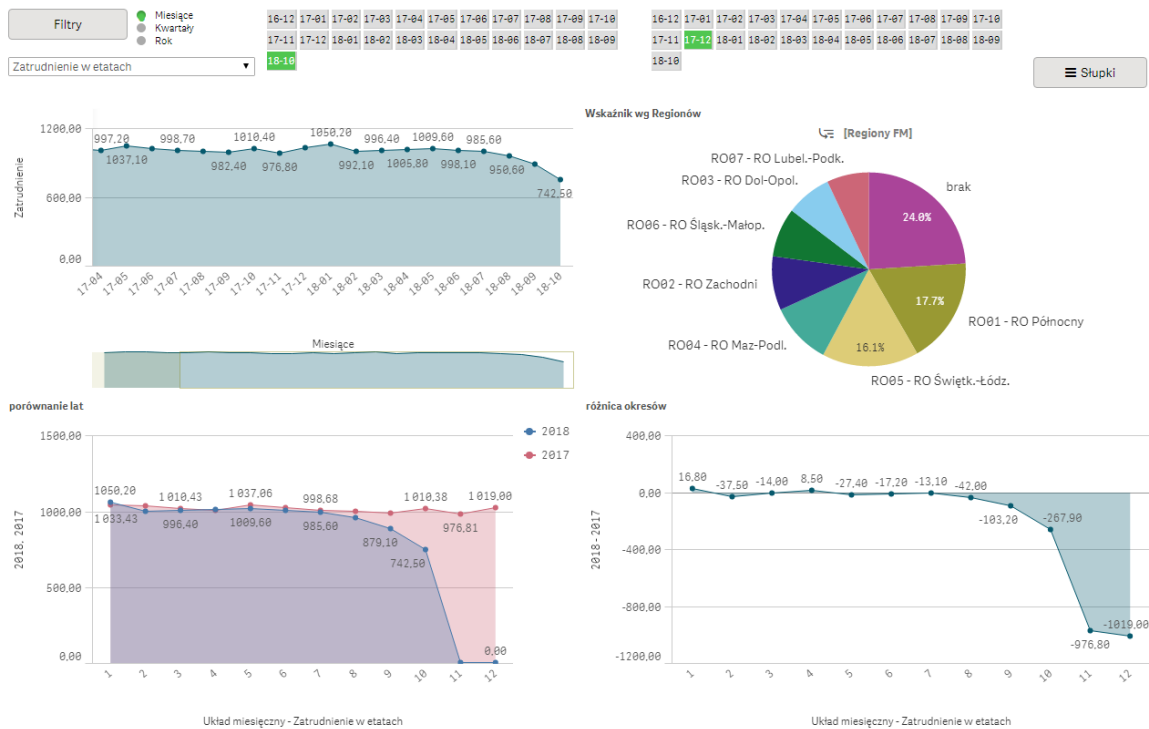 Filtry
Miesiące
Kwartały
Rok
16-12 17-01 17-02 17-03 17-04 17-05 17-06 17-07 17-08 17-09 17-10
17-11 17-12 18-01 18-02 18-03 18-04 18-05 18-06 18-07 18-08 18-09
18-10
16-12 17-01 17-02 17-03 17-04 17-05 17-06 17-07 17-08 17-09 17-10
17-11 17-12 18-01 18-02 18-03 18-04 18-05 18-06 18-07 18-08 18-09
18-10
Zatrudnienie w etatach
Słupki
Zatrudnienie
1200,00
600,00
0,00
997,20 998,70 1010,40 1050,20 996,40 1009,60 985,60
1037,10 982,40 976,80 992,10 1005,80 998,10 950,60
742,50
17-04 17-05 17-06 17-07 17-08 17-09 17-10 17-11 17-12 18-01 18-02 18-03 18-04 18-05 18-06 18-07 18-08 18-09 18-10
Miesiące
Wskaźnik wg Regionów
[Regiony FM]
RO07 - RO Lubel.-Podk.
RO03 - RO Dol-Opol.
brak
24.0%
RO06 - RO Śląsk.-Małop.
RO02 - RO Zachodni
17.7%
RO01 - RO Północny
RO04 - RO Maz-Podl.
16.1%
RO05 - RO Świętk.-Łódz.
porównanie lat
2018
2017
2018, 2017
1500,00
1000,00
500,00
0,00
1050,20 1 010,43 1 037,06 998,68 1 010,38 1 019,00
1 033,43 996,40 1009,60 985,60 976,81
879,10
742,50
0,00
1 2 3 4 5 6 7 8 9 10 11 12
Układ miesięczny - Zatrudnienie w etatach
różnica okresów
2018-2017
400,00
0,00
-400,00
-800,00
-1200,00
16,80 -37,50 -14,00 8,50 -27,40 -17,20 -13,10 -42,00
-103,20 -267,90
-976,80 -1019,00
1 2 3 4 5 6 7 8 9 10 11 12
Układ miesięczny - Zatrudnienie w etatach